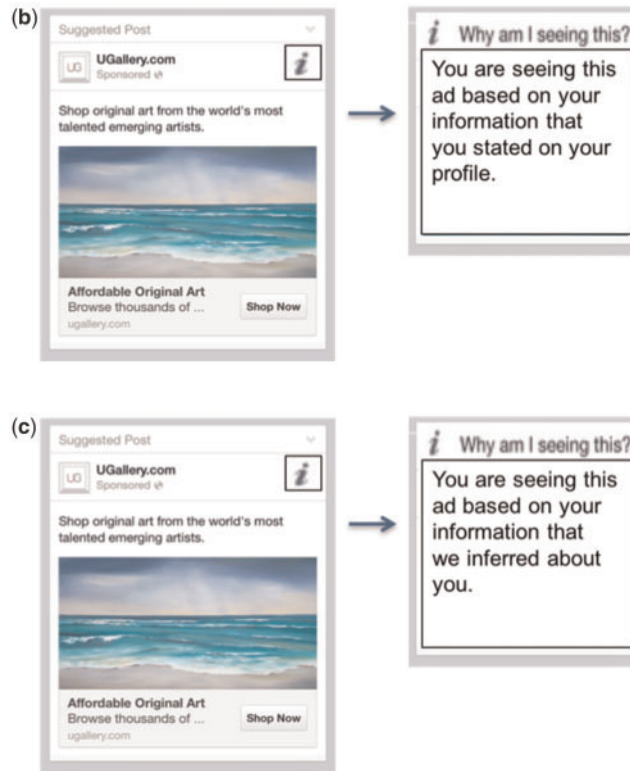 (b)
Suggested Post
UG
UGallery.com
Sponsored
i
Shop original art from the world's most
talented emerging artists.
Affordable Original Art
Browse thousands of ...
Shop Now
ugallery.com
i Why am I seeing this?
You are seeing this
ad based on your
information that
you stated on your
profile.
(c)
Suggested Post
UG
UGallery.com
Sponsored
i
Shop original art from the world's most
talented emerging artists.
Affordable Original Art
Browse thousands of ...
Shop Now
ugallery.com
i Why am I seeing this?
You are seeing this
ad based on your
information that
we inferred about
you.